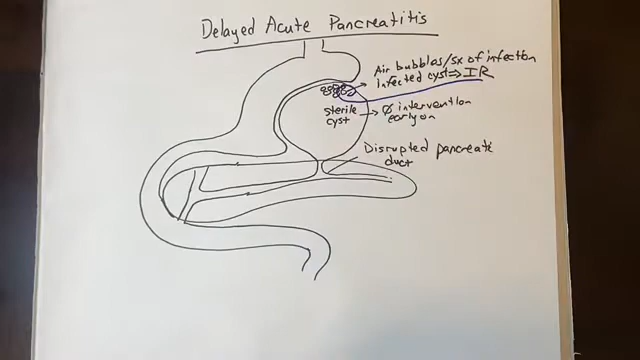 Delayed Acute Pancreatitis
Air bubbles/sx of infection
infected cyst ⇒ IR
sterile
cyst → ∅ intervention
early on
Disrupted pancreatic
duct